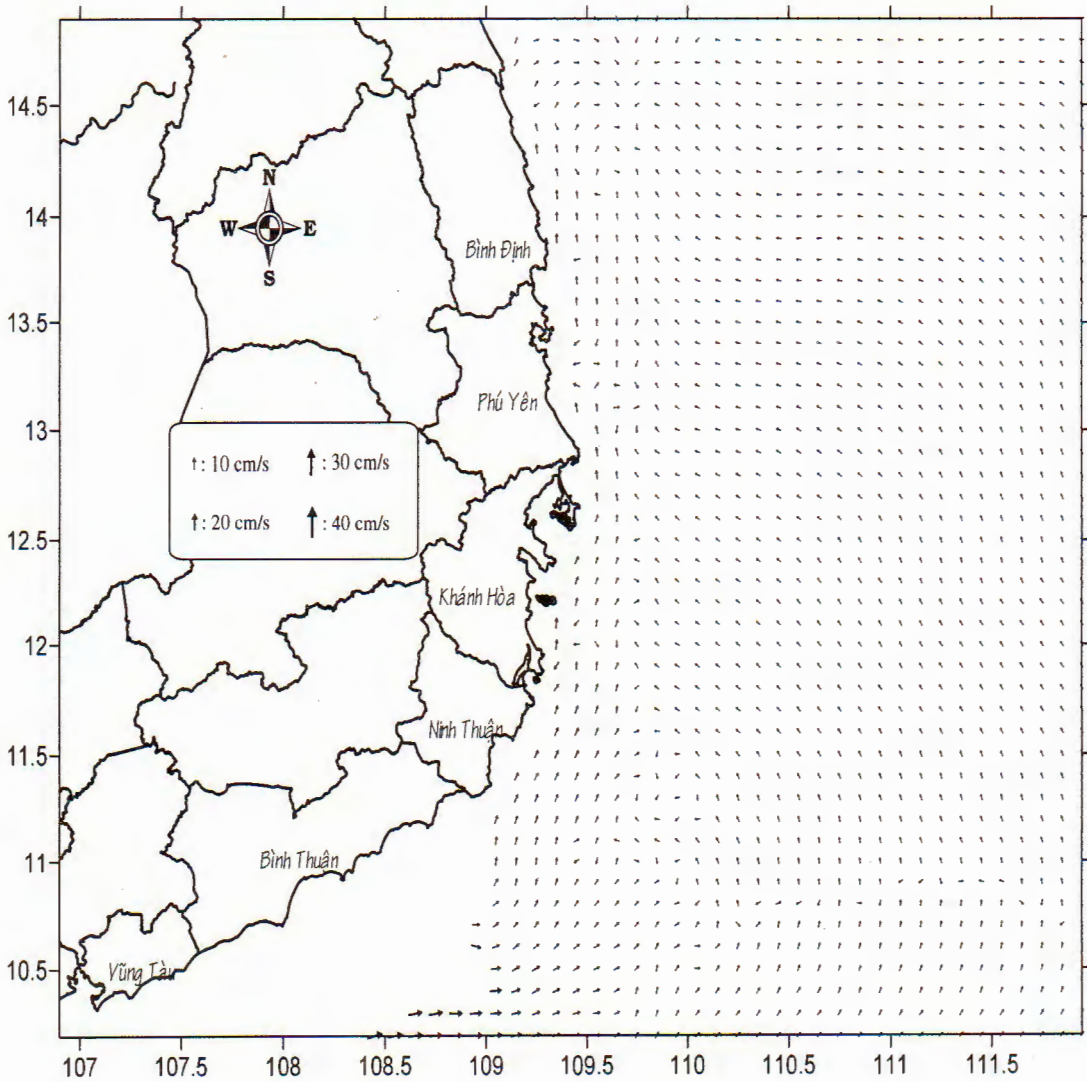 14.5
14
13.5
13
12.5
12
11.5
11
10.5
N
W E
S
Bình Định
Phú Yên
↑: 10 cm/s ↑: 30 cm/s
↑: 20 cm/s ↑: 40 cm/s
Khánh Hòa
Ninh Thuận
Bình Thuận
Vũng Tàu
107 107.5 108 108.5 109 109.5 110 110.5 111 111.5